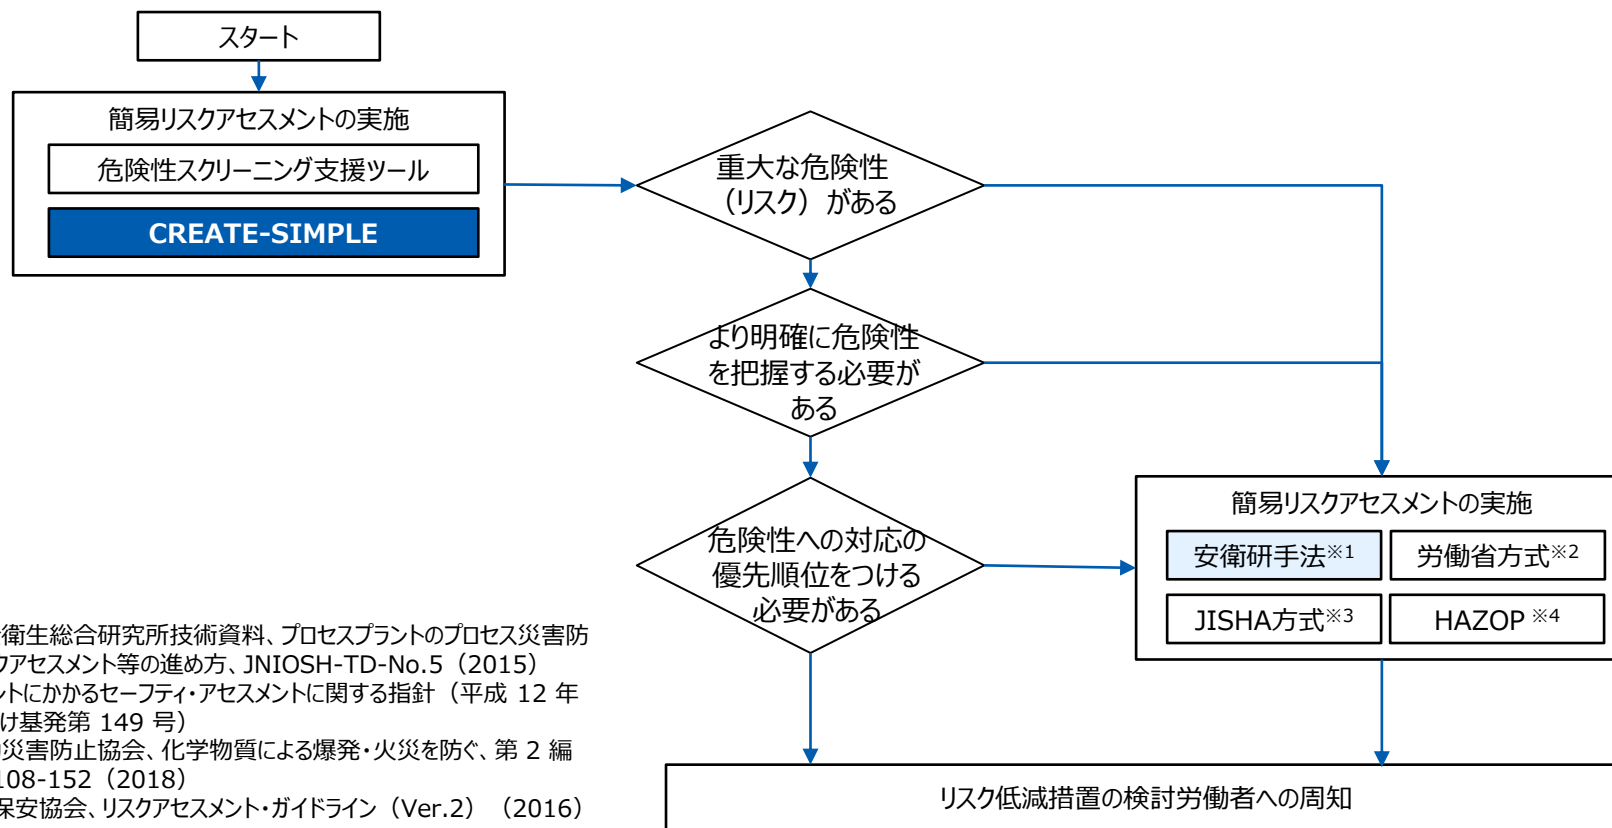 スタート
簡易リスクアセスメントの実施
危険性スクリーニング支援ツール
CREATE-SIMPLE
重大な危険性
（リスク）がある
より明確に危険性
を把握する必要が
ある
危険性への対応の
優先順位をつける
必要がある
簡易リスクアセスメントの実施
安衛研手法※1
労働省方式※2
JISHA方式※3
HAZOP ※4
衛生総合研究所技術資料、プロセスプラントのプロセス災害防
クアセスメント等の進め方、JNIOSH-TD-No.5（2015）
ントにかかるセーフティ・アセスメントに関する指針（平成 12 年
け基発第 149 号）
災害防止協会、化学物質による爆発・火災を防ぐ、第 2 編
108-152（2018）
保安協会、リスクアセスメント・ガイドライン（Ver.2）（2016）
リスク低減措置の検討労働者への周知